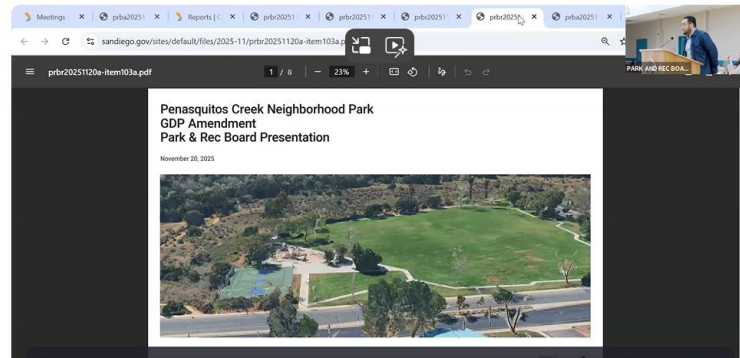 Meetings
prba20251
Reports | C
prbr20251
prbr20251
prbr20251
prbr2025
prba20251
sandiego.gov/sites/default/files/2025-11/prbr20251120a-item103a.p
PARK AND REC BOA...
prbr20251120a-item103a.pdf
1 / 8
23%
Penasquitos Creek Neighborhood Park
GDP Amendment
Park & Rec Board Presentation
November 20, 2025